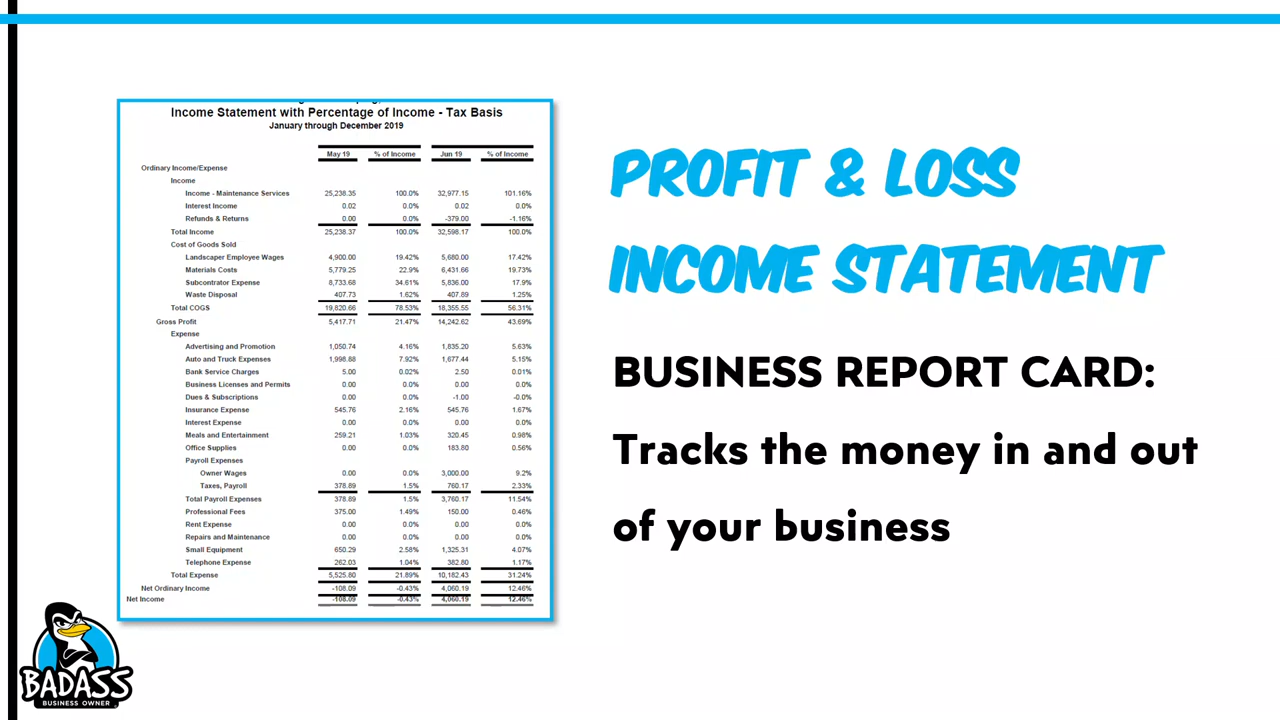 Income Statement with Percentage of Income - Tax Basis
January through December 2019
May 19 % of Income Jun 19 % of Income
Ordinary Income/Expense
Income
Income - Maintenance Services 25,238.35 100.0% 32,977.15 101.16%
Interest Income 0.02 0.0% 0.02 0.0%
Refunds & Returns 0.00 0.0% -379.00 -1.16%
Total Income 25,238.37 100.0% 32,598.17 100.0%
Cost of Goods Sold
Landscaper Employee Wages 4,900.00 19.42% 5,680.00 17.42%
Materials Costs 5,779.25 22.9% 6,431.66 19.73%
Subcontrator Expense 8,733.68 34.61% 5,836.00 17.9%
Waste Disposal 407.73 1.62% 407.89 1.25%
Total COGS 19,820.66 78.53% 18,355.55 56.31%
Gross Profit 5,417.71 21.47% 14,242.62 43.69%
Expense
Advertising and Promotion 1,050.74 4.16% 1,835.20 5.63%
Auto and Truck Expenses 1,998.88 7.92% 1,677.44 5.15%
Bank Service Charges 5.00 0.02% 2.50 0.01%
Business Licenses and Permits 0.00 0.0% 0.00 0.0%
Dues & Subscriptions 0.00 0.0% -1.00 -0.0%
Insurance Expense 545.76 2.16% 545.76 1.67%
Interest Expense 0.00 0.0% 0.00 0.0%
Meals and Entertainment 259.21 1.03% 320.45 0.98%
Office Supplies 0.00 0.0% 183.80 0.56%
Payroll Expenses
Owner Wages 0.00 0.0% 3,000.00 9.2%
Taxes, Payroll 378.89 1.5% 760.17 2.33%
Total Payroll Expenses 378.89 1.5% 3,760.17 11.54%
Professional Fees 375.00 1.49% 150.00 0.46%
Rent Expense 0.00 0.0% 0.00 0.0%
Repairs and Maintenance 0.00 0.0% 0.00 0.0%
Small Equipment 650.29 2.58% 1,325.31 4.07%
Telephone Expense 262.03 1.04% 382.80 1.17%
Total Expense 5,525.80 21.89% 10,182.43 31.24%
Net Ordinary Income -108.09 -0.43% 4,060.19 12.46%
Net Income -108.09 -0.43% 4,060.19 12.46%
PROFIT & LOSS
INCOME STATEMENT
BUSINESS REPORT CARD:
Tracks the money in and out
of your business
BADASS
BUSINESS OWNER